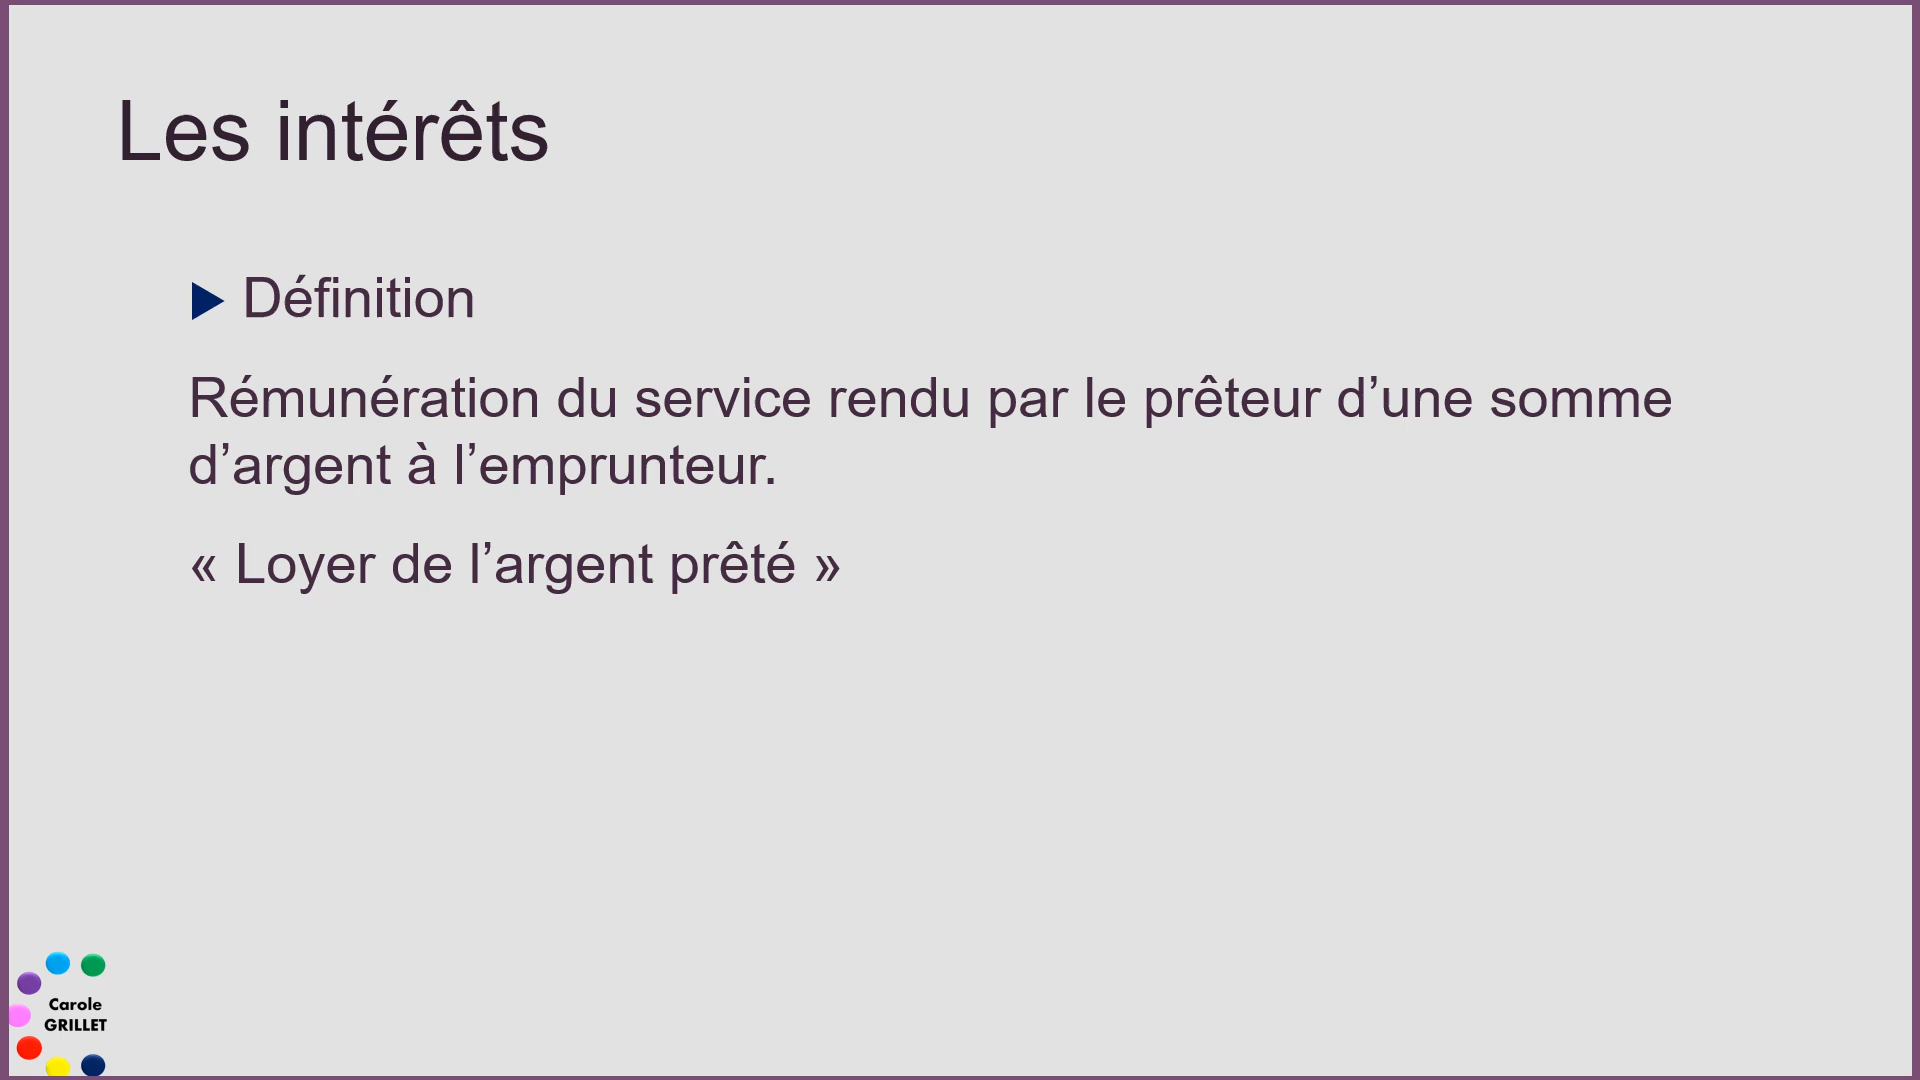 Les intérêts
Définition
Rémunération du service rendu par le prêteur d’une somme
d’argent à l’emprunteur.
« Loyer de l’argent prêté »
Carole
GRILLET